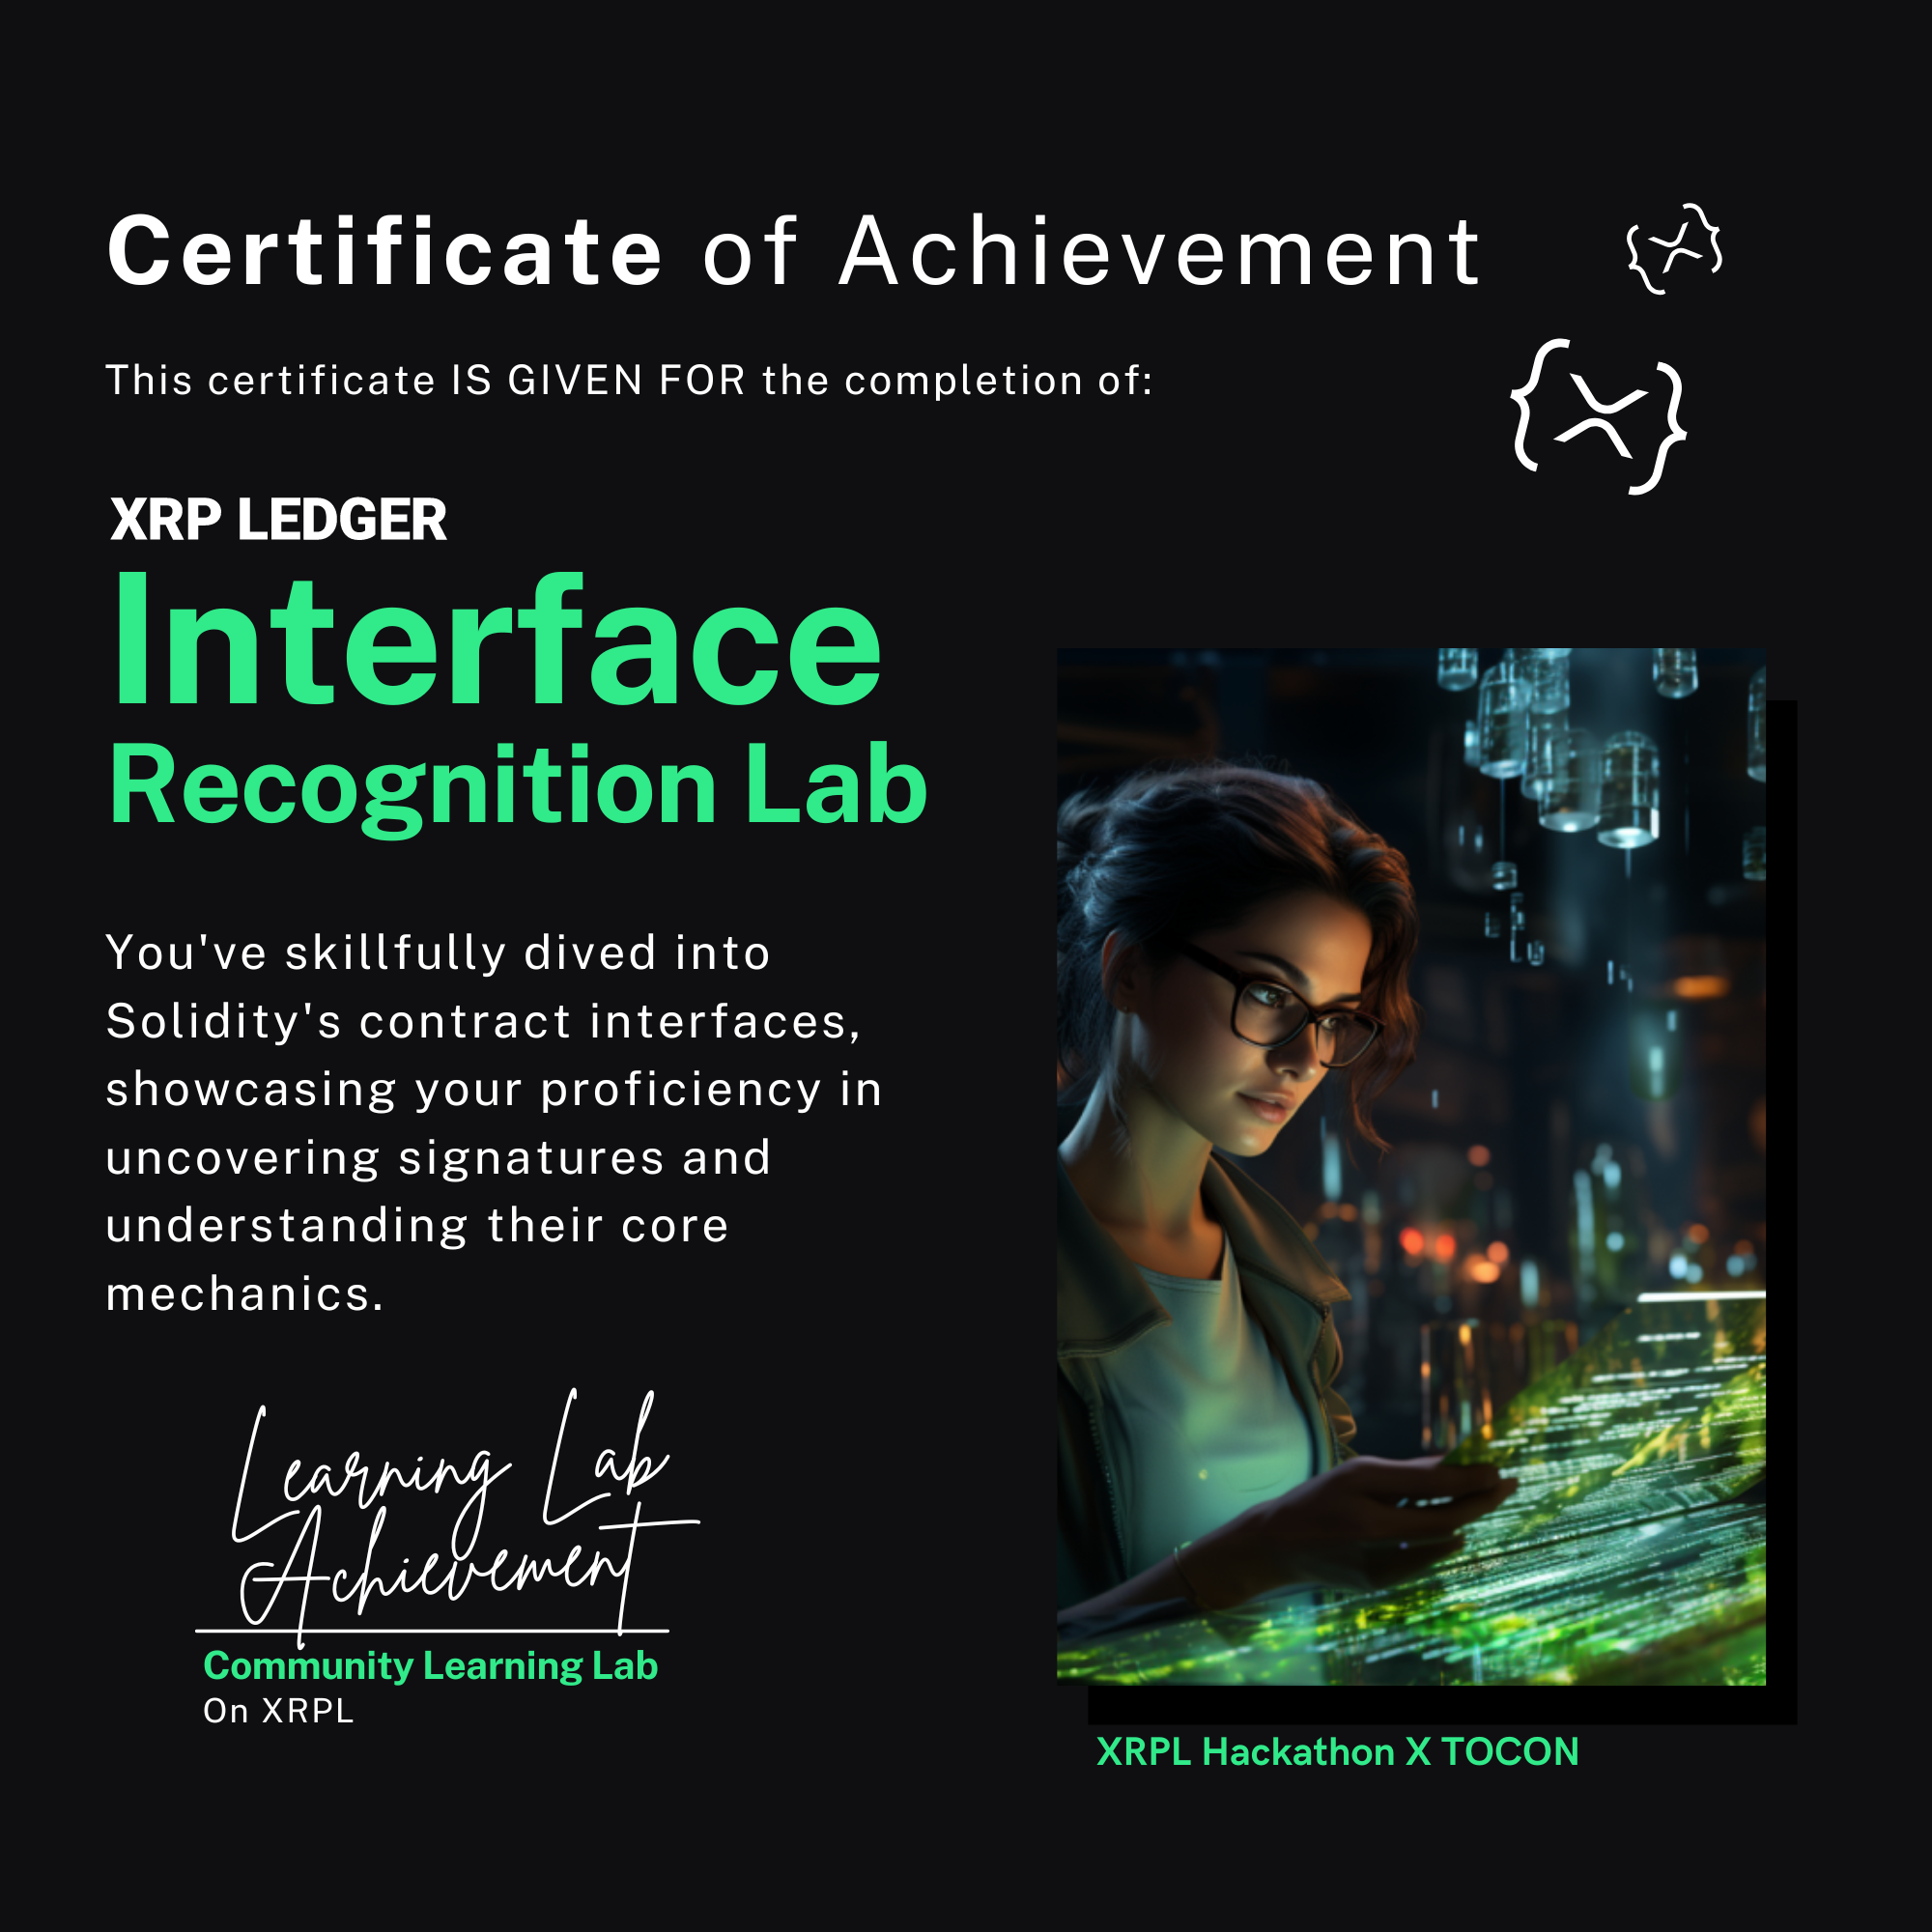 Certificate of Achievement
This certificate IS GIVEN FOR the completion of:
XRP LEDGER
Interface
Recognition Lab
You've skillfully dived into
Solidity's contract interfaces,
showcasing your proficiency in
uncovering signatures and
understanding their core
mechanics.
Learning Lab
Achievement
Community Learning Lab
On XRPL
XRPL Hackathon X TOCON